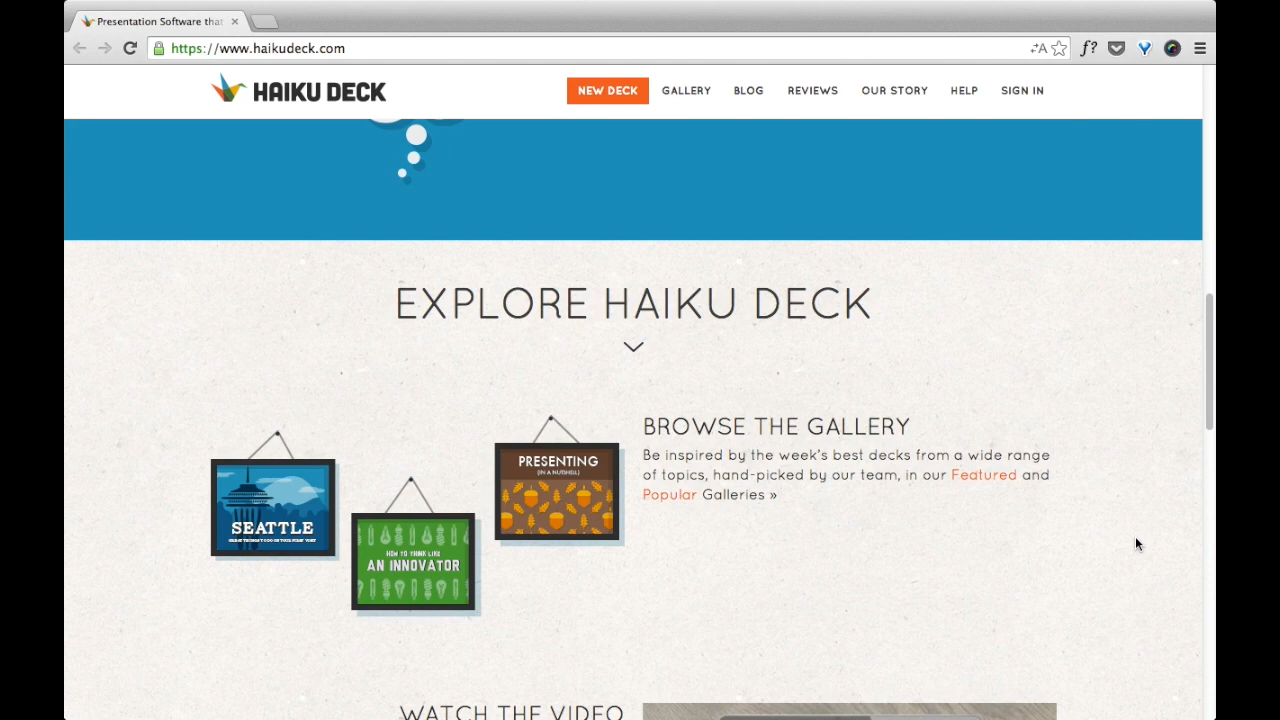 Presentation Software that
https://www.haikudeck.com
f?
HAIKU DECK
NEW DECK
GALLERY
BLOG
REVIEWS
OUR STORY
HELP
SIGN IN
EXPLORE HAIKU DECK
BROWSE THE GALLERY
Be inspired by the week's best decks from a wide range
of topics, hand-picked by our team, in our Featured and
Popular Galleries »
SEATTLE
HOW TO THINK LIKE
AN INNOVATOR
PRESENTING
(IN A NUTSHELL)
WATCH THE VIDEO